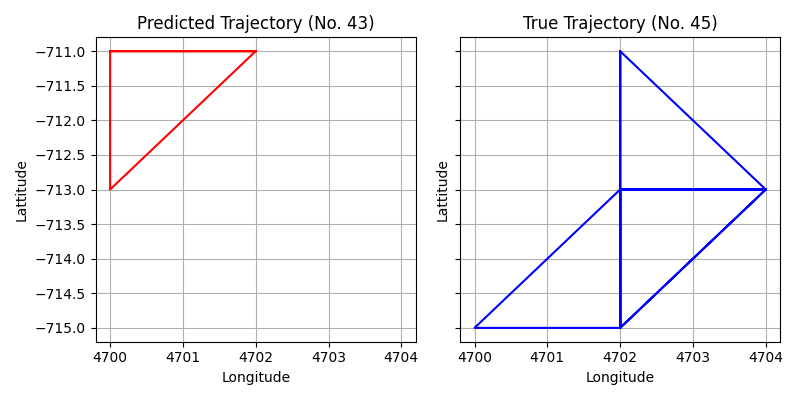 Predicted Trajectory (No. 43)
True Trajectory (No. 45)
−711.0
−711.5
−712.0
−712.5
−713.0
−713.5
−714.0
−714.5
−715.0
Lattitude
Lattitude
4700 4701 4702 4703 4704
4700 4701 4702 4703 4704
Longitude
Longitude